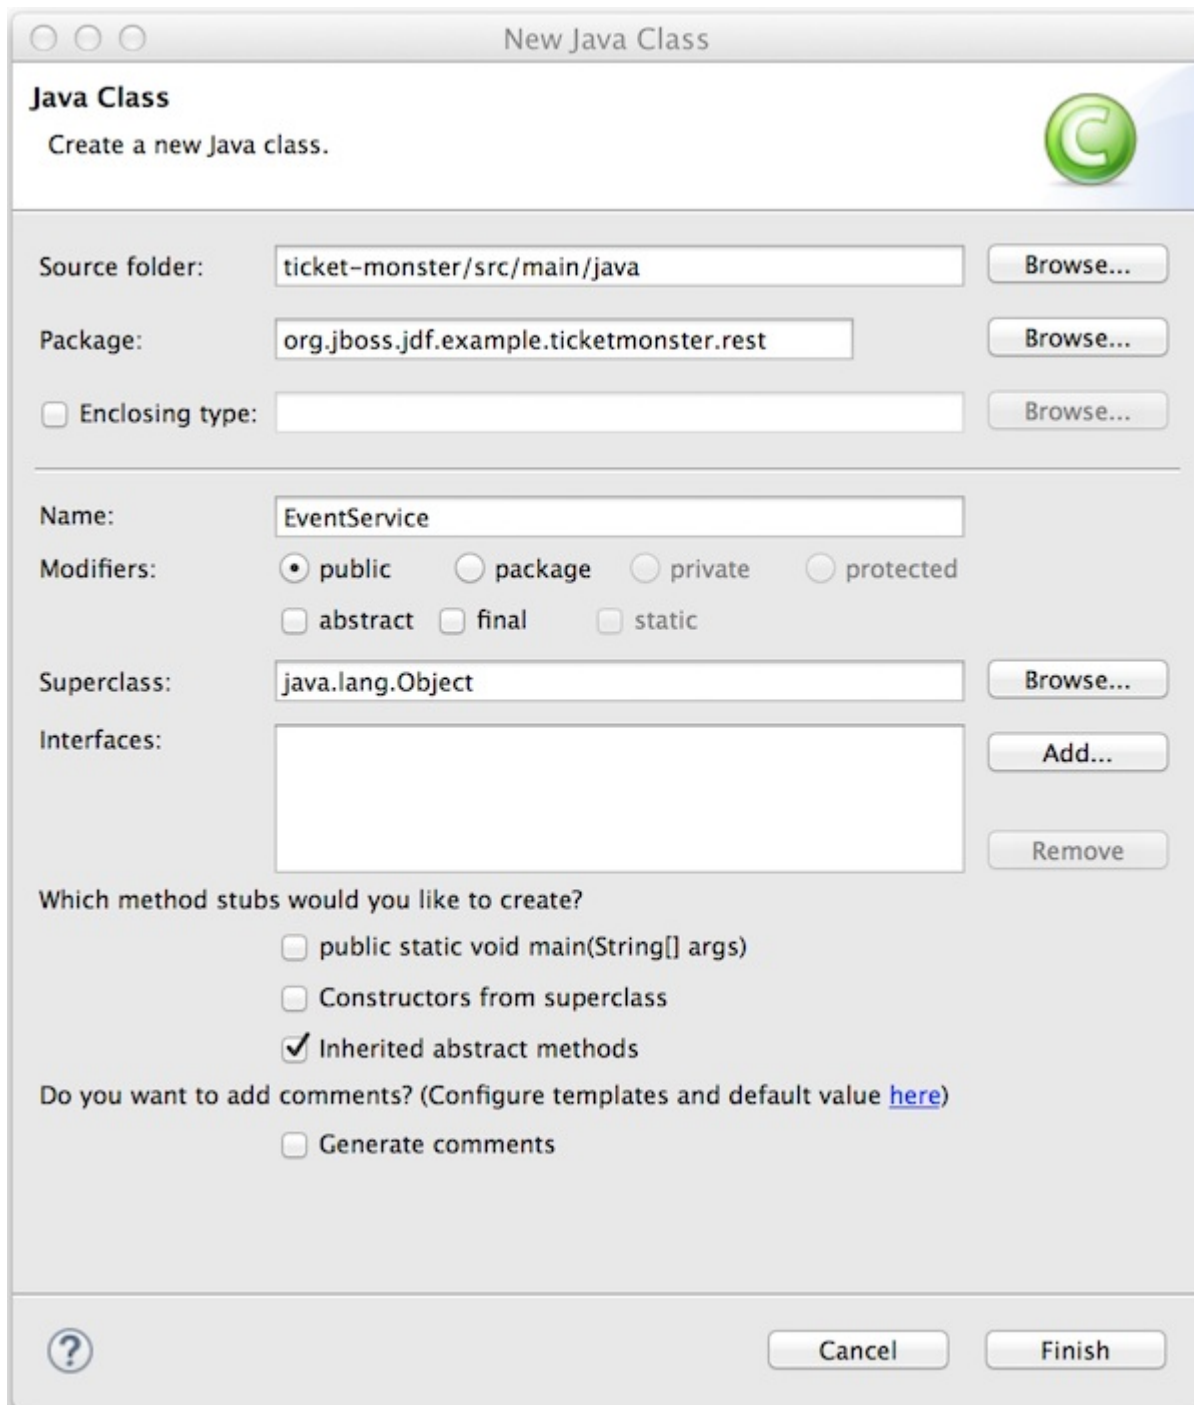 New Java Class
Java Class
Create a new Java class.
C
Source folder: ticket-monster/src/main/java Browse...
Package: org.jboss.jdf.example.ticketmonster.rest Browse...
Enclosing type: Browse...
Name: EventService
Modifiers: public package private protected
abstract final static
Superclass: java.lang.Object Browse...
Interfaces: Add...
Remove
Which method stubs would you like to create?
public static void main(String[] args)
Constructors from superclass
Inherited abstract methods
Do you want to add comments? (Configure templates and default value here)
Generate comments
? Cancel Finish